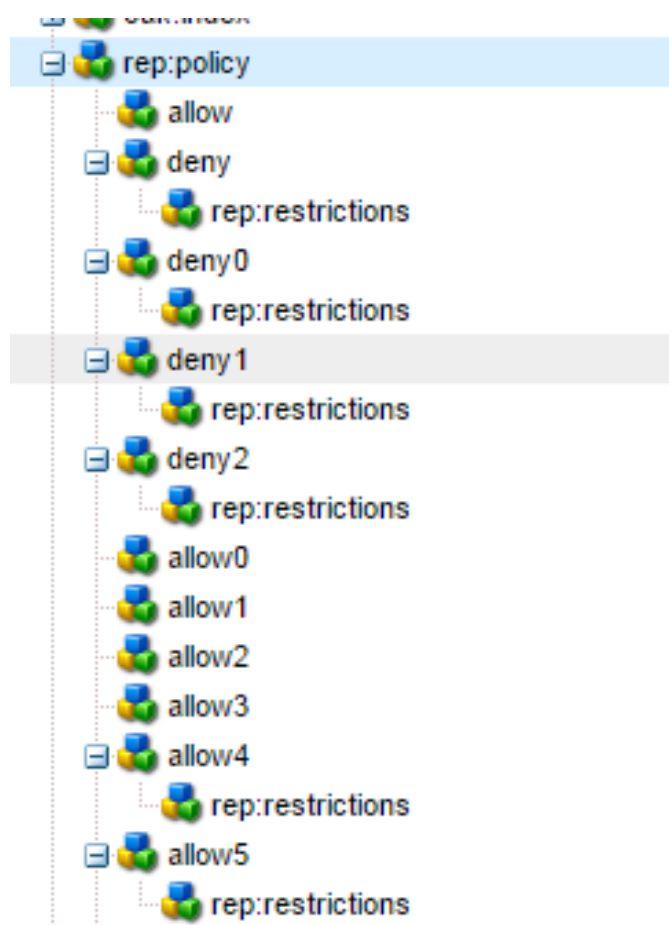 rep:policy
allow
deny
rep:restrictions
deny0
rep:restrictions
deny1
rep:restrictions
deny2
rep:restrictions
allow0
allow1
allow2
allow3
allow4
rep:restrictions
allow5
rep:restrictions